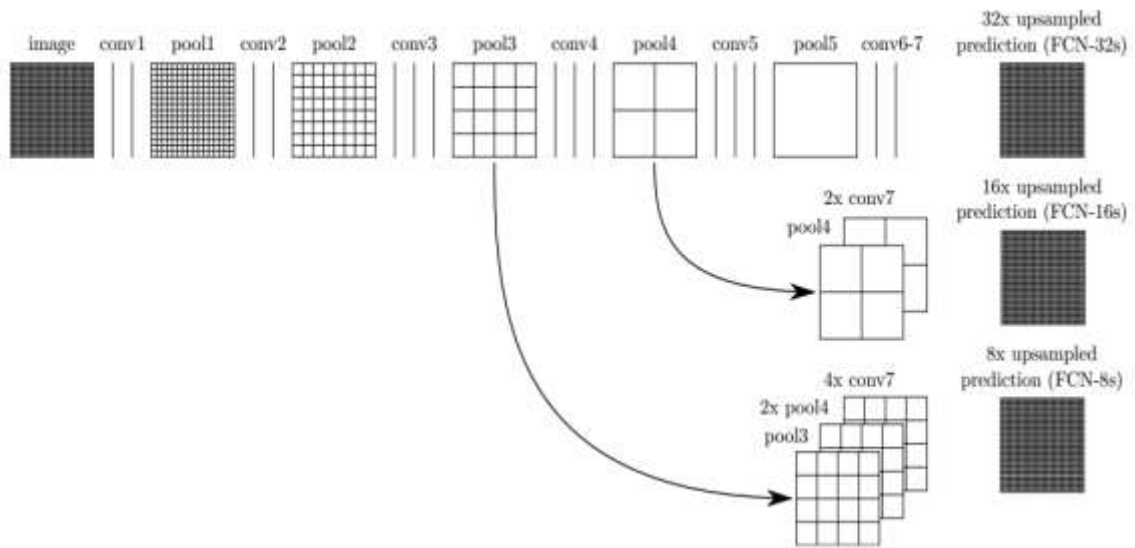 image conv1 pool1 conv2 pool2 conv3 pool3 conv4 pool4 conv5 pool5 conv6-7
32x upsampled
prediction (FCN-32s)
2x conv7
pool4
16x upsampled
prediction (FCN-16s)
4x conv7
2x pool4
pool3
8x upsampled
prediction (FCN-8s)